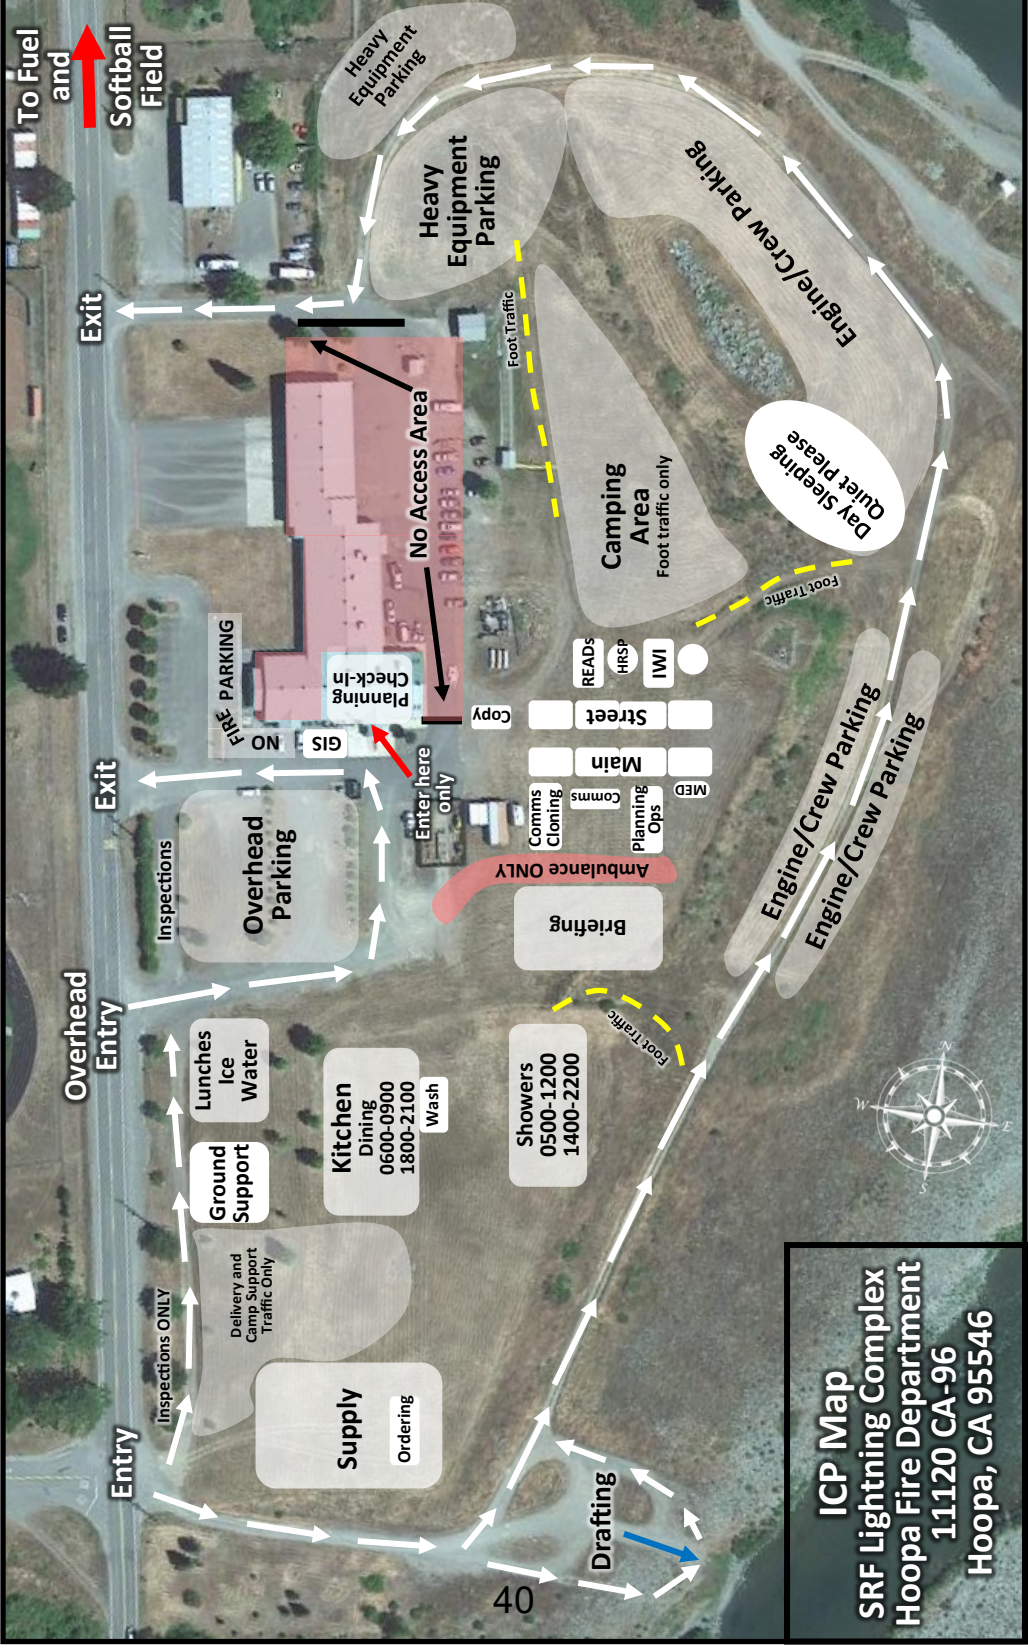 To Fuel
and
Softball
Field
Heavy
Equipment
Parking
Heavy
Equipment
Parking
Engine/Crew Parking
Exit
Foot Traffic
No Access Area
Camping
Area
Foot traffic only
Day Sleeping
Quiet Please
Foot Traffic
FIRE PARKING
NO
GIS
Planning
Check-In
Enter here
only
Copy
READs
HRSP
IWI
Street
Main
Comms
Cloning
Comms
Planning
Ops
MED
Exit
Inspections
Overhead
Parking
Ambulance ONLY
Briefing
Engine/Crew Parking
Engine/Crew Parking
Overhead
Entry
Lunches
Ice
Water
Ground
Support
Kitchen
Dining
0600-0900
1800-2100
Wash
Showers
0500-1200
1400-2200
Foot Traffic
N
W
E
S
Inspections ONLY
Delivery and
Camp Support
Traffic Only
Entry
Supply
Ordering
Drafting
40
ICP Map
SRF Lightning Complex
Hoopa Fire Department
11120 CA-96
Hoopa, CA 95546